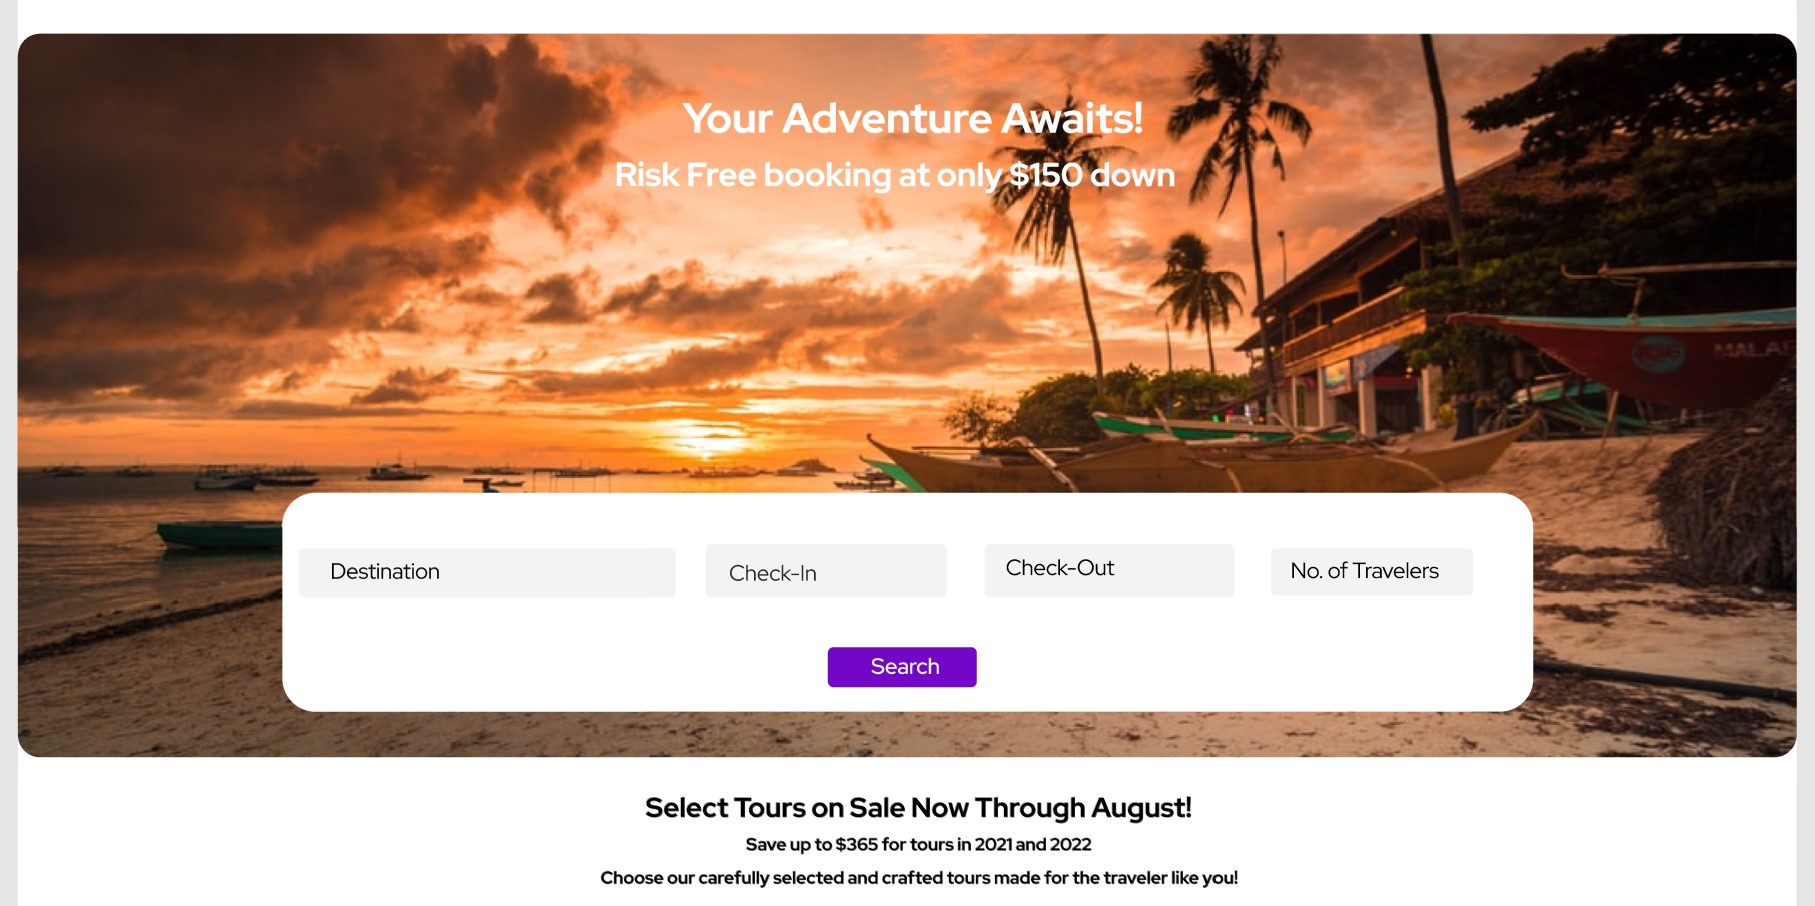 Your Adventure Awaits!
Risk Free booking at only $150 down
Destination
Check-In
Check-Out
No. of Travelers
Search
Select Tours on Sale Now Through August!
Save up to $365 for tours in 2021 and 2022
Choose our carefully selected and crafted tours made for the traveler like you!